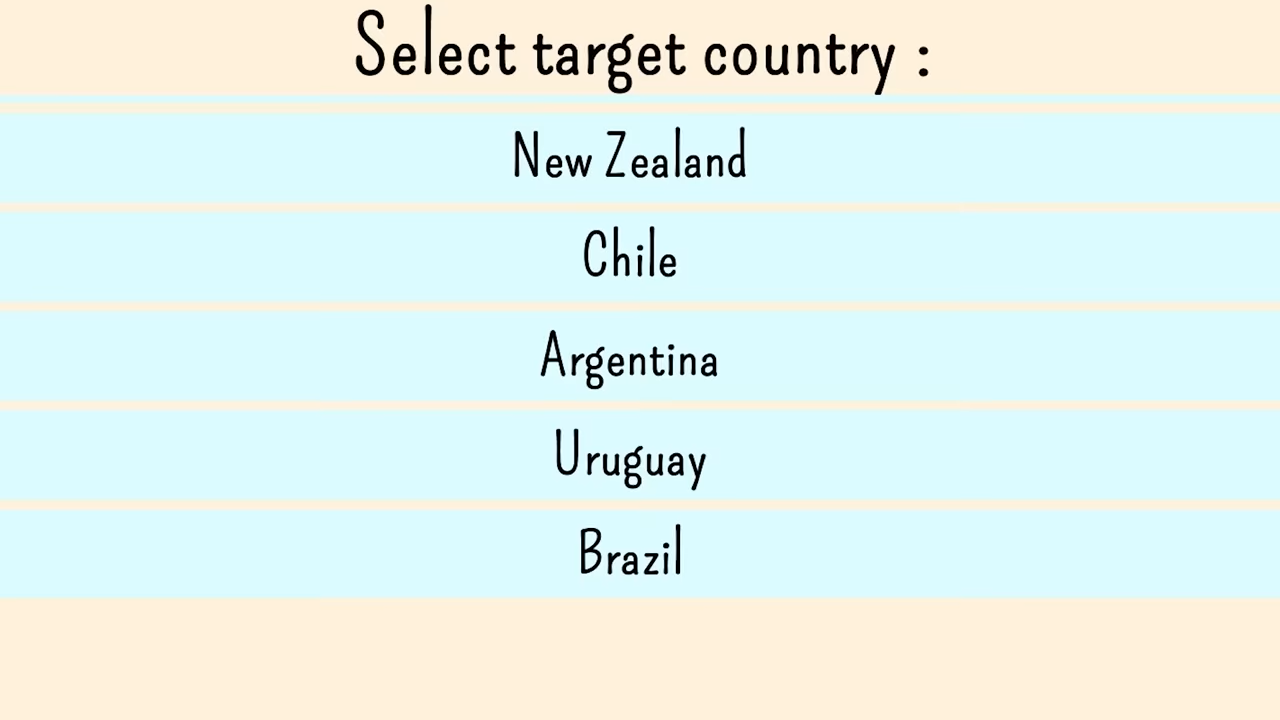 Select target country :
New Zealand
Chile
Argentina
Uruguay
Brazil